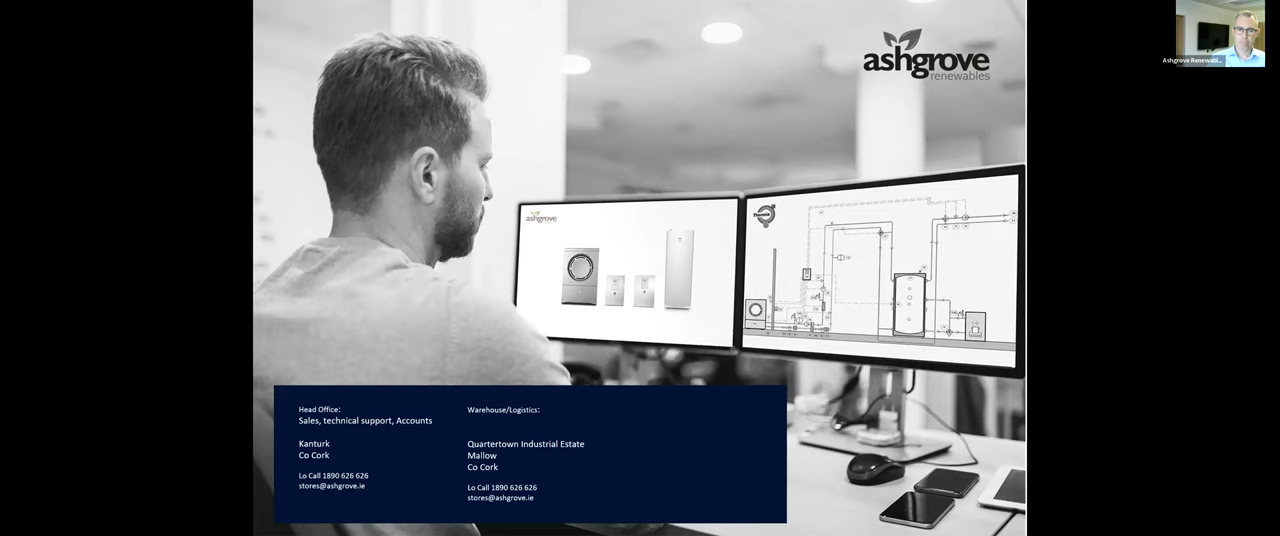 ashgrove
renewables
Ashgrove Renewabl...
ashgrove
Thermia
Head Office:
Sales, technical support, Accounts
Kanturk
Co Cork
Lo Call 1890 626 626
stores@ashgrove.ie
Warehouse/Logistics:
Quartertown Industrial Estate
Mallow
Co Cork
Lo Call 1890 626 626
stores@ashgrove.ie